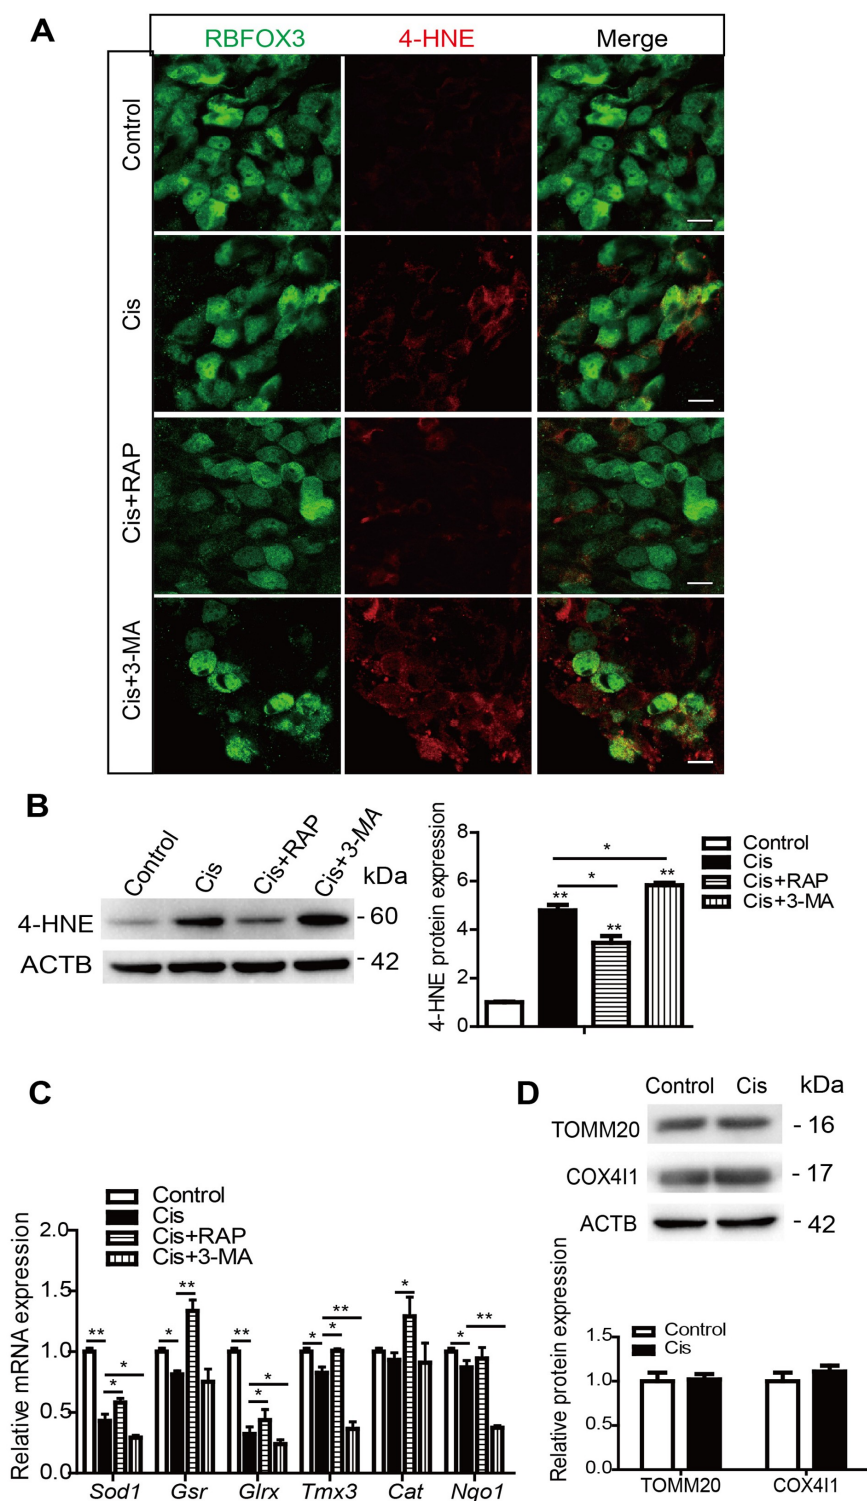 A
RBFOX3 4-HNE Merge
Control
Cis
Cis+RAP
Cis+3-MA
B
Control Cis Cis+RAP Cis+3-MA kDa
4-HNE - 60
ACTB - 42
4-HNE protein expression
8
6
4
2
0
* *
** ** **
Control
Cis
Cis+RAP
Cis+3-MA
C
Control
Cis
Cis+RAP
Cis+3-MA
Relative mRNA expression
2.0
1.5
1.0
0.5
0.0
** * * * ** ** * * * * ** * * **
Sod1 Gsr Glrx Tmx3 Cat Nqo1
D
Control Cis kDa
TOMM20 - 16
COX4I1 - 17
ACTB - 42
Relative protein expression
Control
Cis
1.5
1.0
0.5
0.0
TOMM20 COX4I1